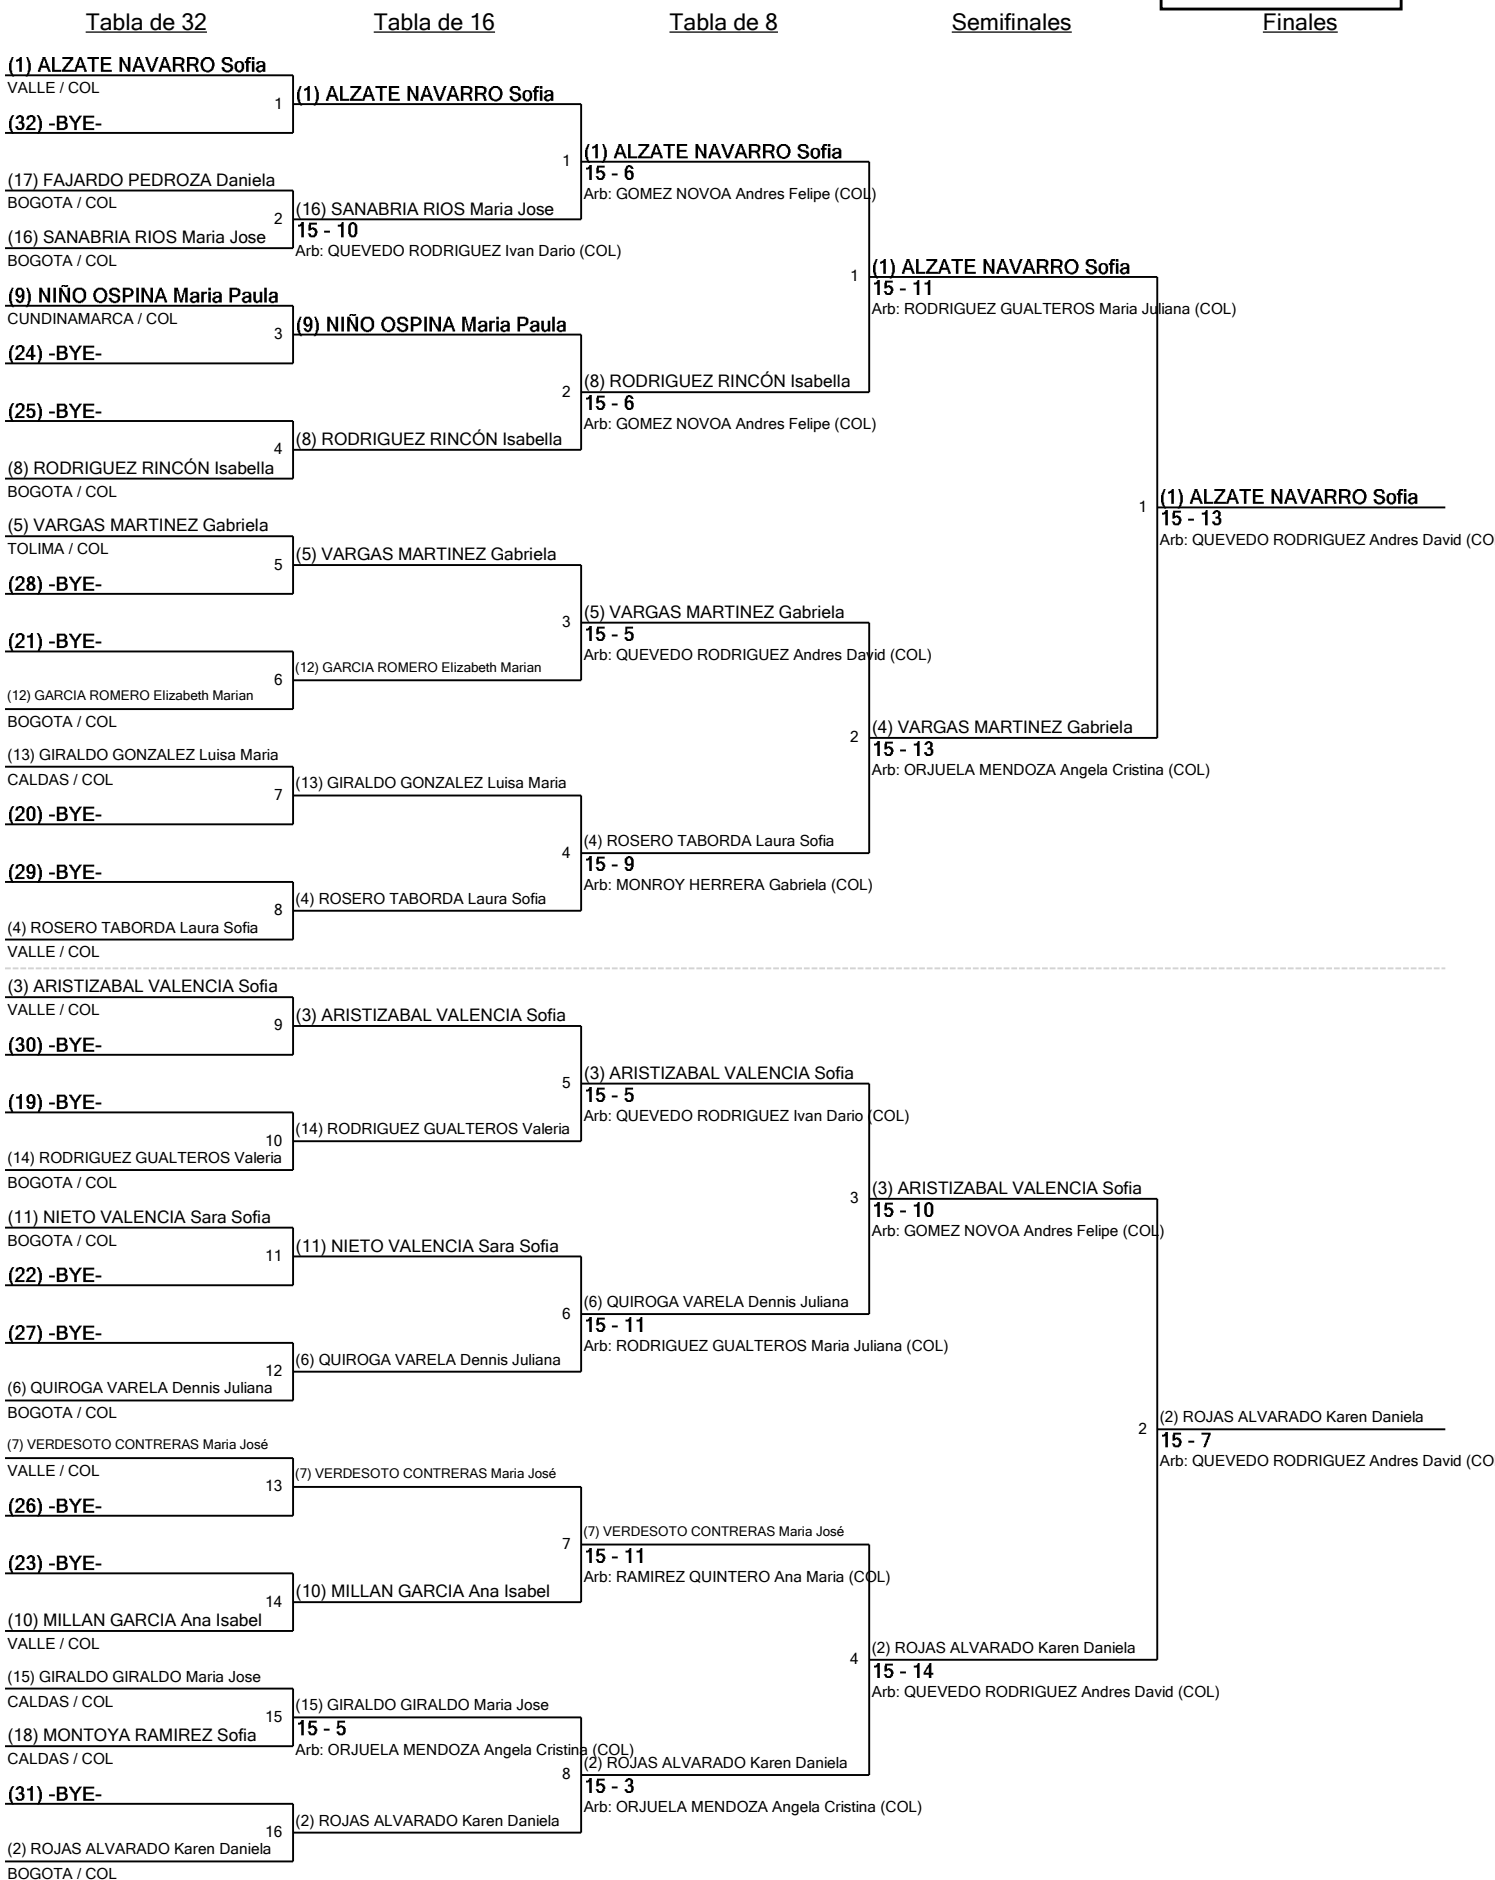 Tabla de 32
Tabla de 16
Tabla de 8
Semifinales
Finales
(1) ALZATE NAVARRO Sofia
VALLE / COL
1
(32) -BYE-
(17) FAJARDO PEDROZA Daniela
BOGOTA / COL
2
(16) SANABRIA RIOS Maria Jose
BOGOTA / COL
(9) NIÑO OSPINA Maria Paula
CUNDINAMARCA / COL
3
(24) -BYE-
(25) -BYE-
4
(8) RODRIGUEZ RINCÓN Isabella
BOGOTA / COL
(5) VARGAS MARTINEZ Gabriela
TOLIMA / COL
5
(28) -BYE-
(21) -BYE-
6
(12) GARCIA ROMERO Elizabeth Marian
BOGOTA / COL
(13) GIRALDO GONZALEZ Luisa Maria
CALDAS / COL
7
(20) -BYE-
(29) -BYE-
8
(4) ROSERO TABORDA Laura Sofia
VALLE / COL
(3) ARISTIZABAL VALENCIA Sofia
VALLE / COL
9
(30) -BYE-
(19) -BYE-
10
(14) RODRIGUEZ GUALTEROS Valeria
BOGOTA / COL
(11) NIETO VALENCIA Sara Sofia
BOGOTA / COL
11
(22) -BYE-
(27) -BYE-
12
(6) QUIROGA VARELA Dennis Juliana
BOGOTA / COL
(7) VERDESOTO CONTRERAS Maria José
VALLE / COL
13
(26) -BYE-
(23) -BYE-
14
(10) MILLAN GARCIA Ana Isabel
VALLE / COL
(15) GIRALDO GIRALDO Maria Jose
CALDAS / COL
15
(18) MONTOYA RAMIREZ Sofia
CALDAS / COL
(31) -BYE-
16
(2) ROJAS ALVARADO Karen Daniela
BOGOTA / COL
(1) ALZATE NAVARRO Sofia
1
(16) SANABRIA RIOS Maria Jose
15 - 10
Arb: QUEVEDO RODRIGUEZ Ivan Dario (COL)
(9) NIÑO OSPINA Maria Paula
2
(8) RODRIGUEZ RINCÓN Isabella
(5) VARGAS MARTINEZ Gabriela
3
(12) GARCIA ROMERO Elizabeth Marian
(13) GIRALDO GONZALEZ Luisa Maria
4
(4) ROSERO TABORDA Laura Sofia
(3) ARISTIZABAL VALENCIA Sofia
5
(14) RODRIGUEZ GUALTEROS Valeria
(11) NIETO VALENCIA Sara Sofia
6
(6) QUIROGA VARELA Dennis Juliana
(7) VERDESOTO CONTRERAS Maria José
7
(10) MILLAN GARCIA Ana Isabel
(15) GIRALDO GIRALDO Maria Jose
15 - 5
Arb: ORJUELA MENDOZA Angela Cristina (COL)
8
(2) ROJAS ALVARADO Karen Daniela
(1) ALZATE NAVARRO Sofia
15 - 6
Arb: GOMEZ NOVOA Andres Felipe (COL)
1
(8) RODRIGUEZ RINCÓN Isabella
15 - 6
Arb: GOMEZ NOVOA Andres Felipe (COL)
(5) VARGAS MARTINEZ Gabriela
15 - 5
Arb: QUEVEDO RODRIGUEZ Andres David (COL)
2
(4) ROSERO TABORDA Laura Sofia
15 - 9
Arb: MONROY HERRERA Gabriela (COL)
(3) ARISTIZABAL VALENCIA Sofia
15 - 5
Arb: QUEVEDO RODRIGUEZ Ivan Dario (COL)
3
(6) QUIROGA VARELA Dennis Juliana
15 - 11
Arb: RODRIGUEZ GUALTEROS Maria Juliana (COL)
(7) VERDESOTO CONTRERAS Maria José
15 - 11
Arb: RAMIREZ QUINTERO Ana Maria (COL)
4
(2) ROJAS ALVARADO Karen Daniela
15 - 3
Arb: ORJUELA MENDOZA Angela Cristina (COL)
(1) ALZATE NAVARRO Sofia
15 - 11
Arb: RODRIGUEZ GUALTEROS Maria Juliana (COL)
1
(4) VARGAS MARTINEZ Gabriela
15 - 13
Arb: ORJUELA MENDOZA Angela Cristina (COL)
(3) ARISTIZABAL VALENCIA Sofia
15 - 10
Arb: GOMEZ NOVOA Andres Felipe (COL)
2
(2) ROJAS ALVARADO Karen Daniela
15 - 14
Arb: QUEVEDO RODRIGUEZ Andres David (COL)
(1) ALZATE NAVARRO Sofia
15 - 13
Arb: QUEVEDO RODRIGUEZ Andres David (CO
(2) ROJAS ALVARADO Karen Daniela
15 - 7
Arb: QUEVEDO RODRIGUEZ Andres David (CO